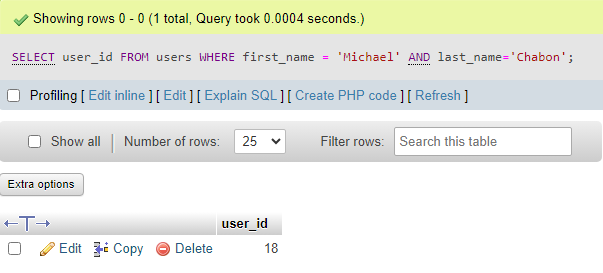 Showing rows 0 - 0 (1 total, Query took 0.0004 seconds.)
SELECT user_id FROM users WHERE first_name = 'Michael' AND last_name='Chabon';
Profiling [ Edit inline ] [ Edit ] [ Explain SQL ] [ Create PHP code ] [ Refresh ]
Show all Number of rows: 25 Filter rows: Search this table
Extra options
←T→ user_id
Edit Copy Delete 18